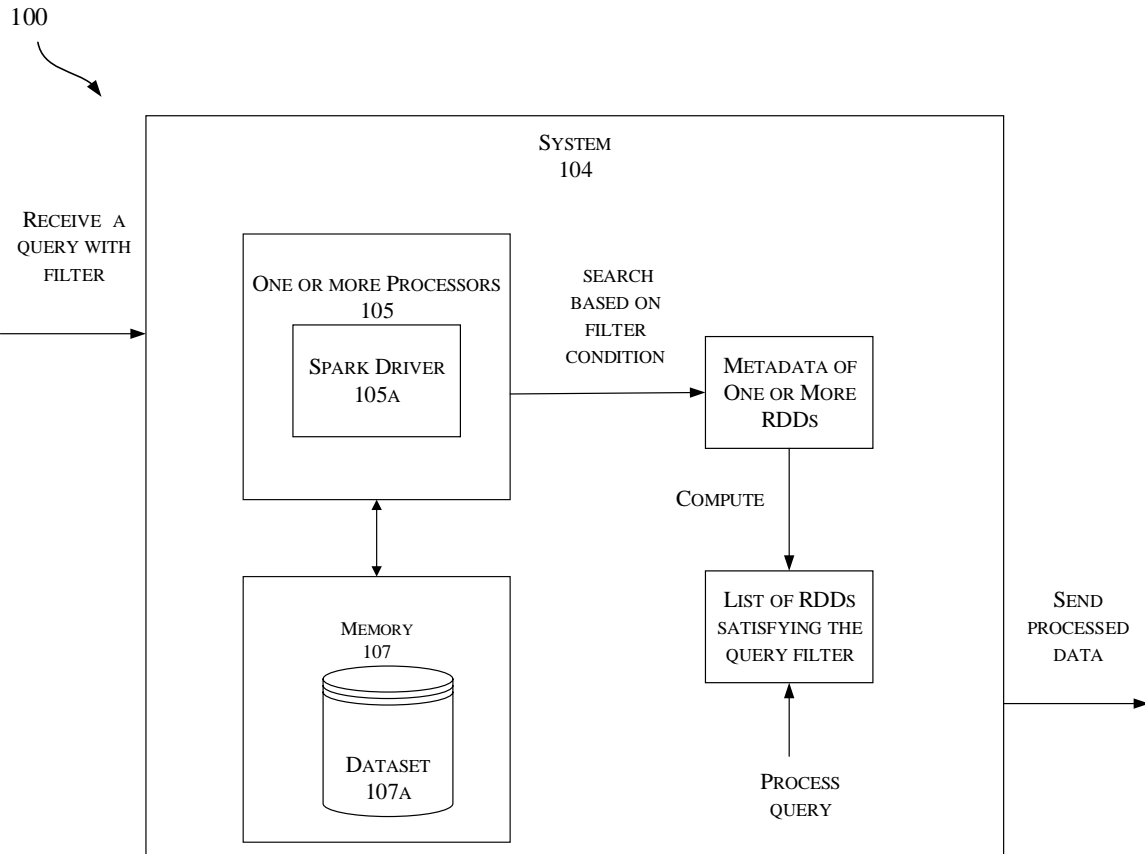 100
SYSTEM
104
RECEIVE A
QUERY WITH
FILTER
ONE OR MORE PROCESSORS
105
SPARK DRIVER
105A
SEARCH
BASED ON
FILTER
CONDITION
METADATA OF
ONE OR MORE
RDDS
COMPUTE
MEMORY
107
DATASET
107A
LIST OF RDDS
SATISFYING THE
QUERY FILTER
PROCESS
QUERY
SEND
PROCESSED
DATA